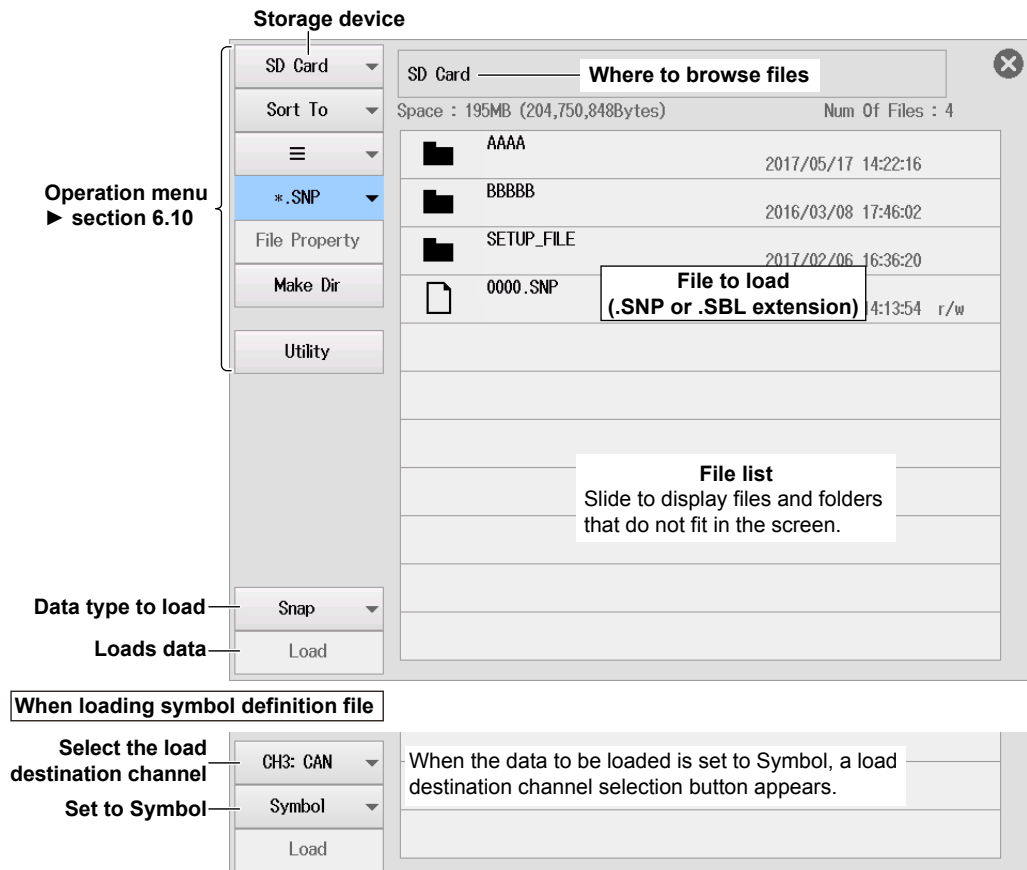 Storage device
SD Card
SD Card
Where to browse files
Sort To
Space : 195MB (204,750,848Bytes)
Num Of Files : 4
AAAA
2017/05/17 14:22:16
Operation menu
► section 6.10
*.SNP
BBBBB
2016/03/08 17:46:02
File Property
SETUP_FILE
2017/02/06 16:36:20
Make Dir
0000.SNP
File to load
(.SNP or .SBL extension)
14:13:54 r/w
Utility
File list
Slide to display files and folders
that do not fit in the screen.
Data type to load
Snap
Loads data
Load
When loading symbol definition file
Select the load
destination channel
CH3: CAN
When the data to be loaded is set to Symbol, a load
destination channel selection button appears.
Set to Symbol
Symbol
Load